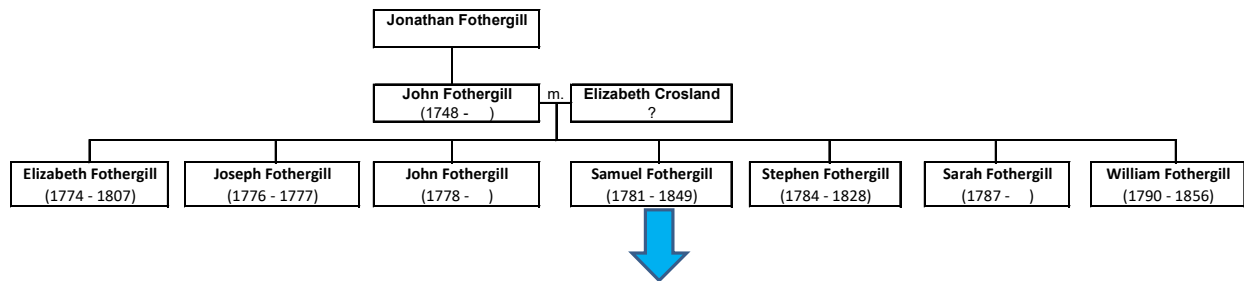 Jonathan Fothergill
John Fothergill
(1748 - )
m.
Elizabeth Crosland
?
Elizabeth Fothergill
(1774 - 1807)
Joseph Fothergill
(1776 - 1777)
John Fothergill
(1778 - )
Samuel Fothergill
(1781 - 1849)
Stephen Fothergill
(1784 - 1828)
Sarah Fothergill
(1787 - )
William Fothergill
(1790 - 1856)